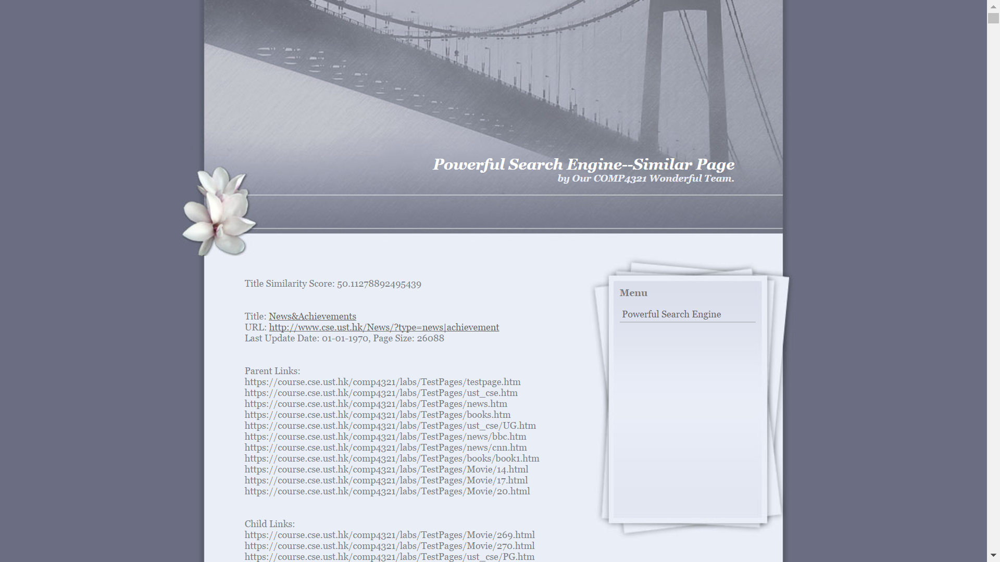 Powerful Search Engine--Similar Page
by Our COMP4321 Wonderful Team.
Title Similarity Score: 50.11278892495439
Title: News&Achievements
URL: http://www.cse.ust.hk/News/?type=news|achievement
Last Update Date: 01-01-1970, Page Size: 26088
Parent Links:
https://course.cse.ust.hk/comp4321/labs/TestPages/testpage.htm
https://course.cse.ust.hk/comp4321/labs/TestPages/ust_cse.htm
https://course.cse.ust.hk/comp4321/labs/TestPages/news.htm
https://course.cse.ust.hk/comp4321/labs/TestPages/books.htm
https://course.cse.ust.hk/comp4321/labs/TestPages/ust_cse/UG.htm
https://course.cse.ust.hk/comp4321/labs/TestPages/news/bbc.htm
https://course.cse.ust.hk/comp4321/labs/TestPages/news/cnn.htm
https://course.cse.ust.hk/comp4321/labs/TestPages/books/book1.htm
https://course.cse.ust.hk/comp4321/labs/TestPages/Movie/14.html
https://course.cse.ust.hk/comp4321/labs/TestPages/Movie/17.html
https://course.cse.ust.hk/comp4321/labs/TestPages/Movie/20.html
Child Links:
https://course.cse.ust.hk/comp4321/labs/TestPages/Movie/269.html
https://course.cse.ust.hk/comp4321/labs/TestPages/Movie/270.html
https://course.cse.ust.hk/comp4321/labs/TestPages/ust_cse/PG.htm
Menu
Powerful Search Engine